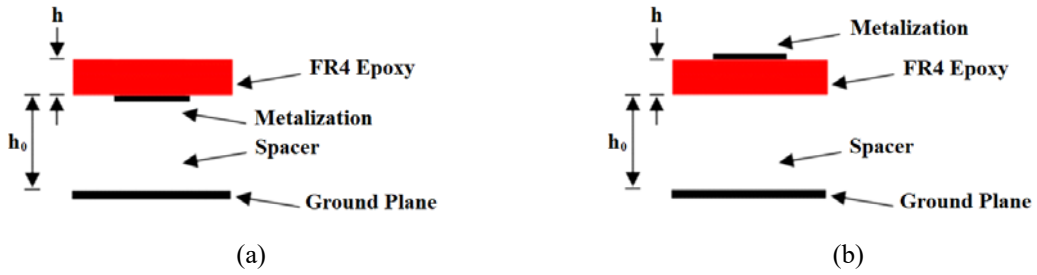 h
FR4 Epoxy
Metalization
h₀
Spacer
Ground Plane
(a)
h
Metalization
FR4 Epoxy
h₀
Spacer
Ground Plane
(b)